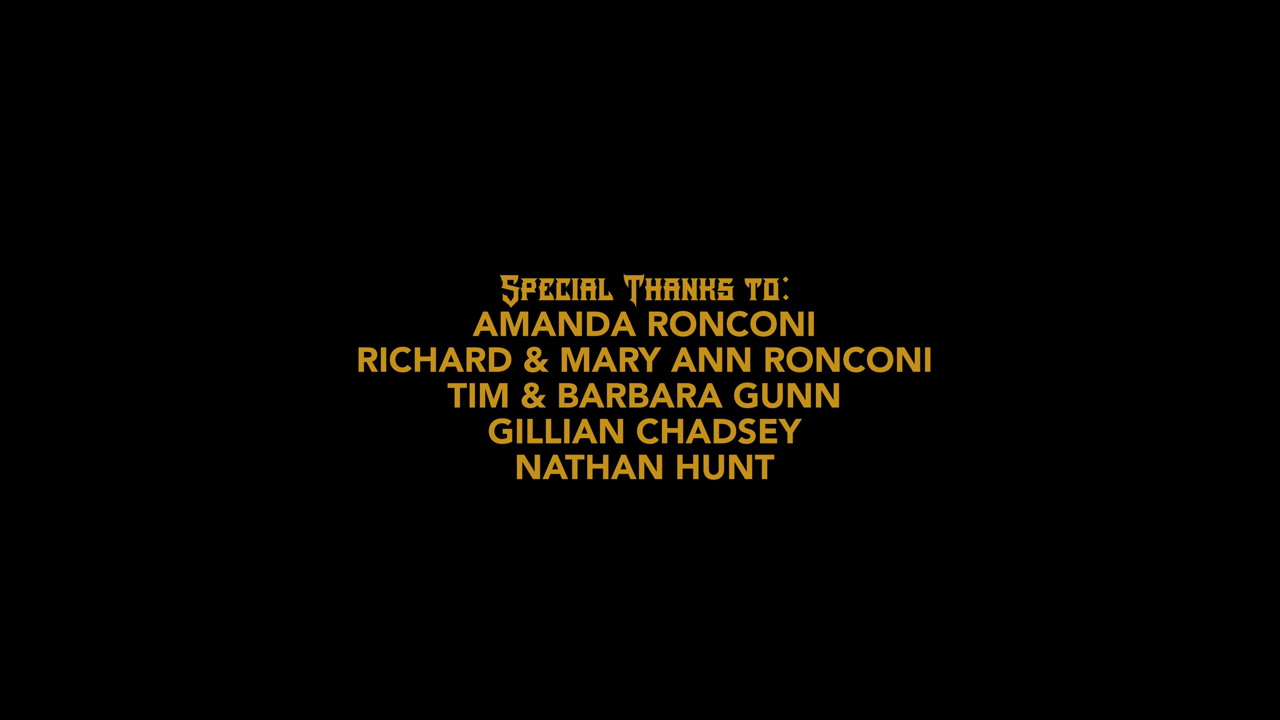 Special Thanks to:
AMANDA RONCONI
RICHARD & MARY ANN RONCONI
TIM & BARBARA GUNN
GILLIAN CHADSEY
NATHAN HUNT